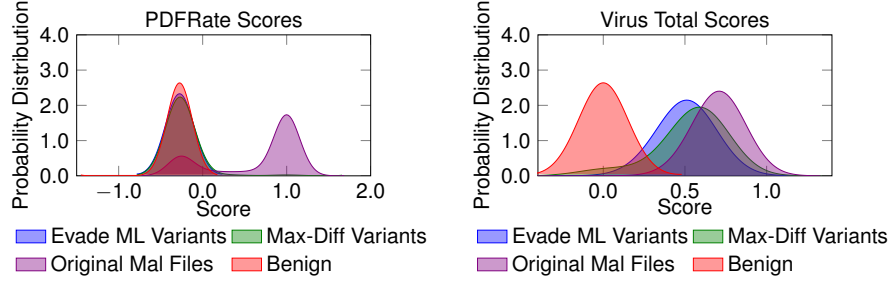 PDFRate Scores
Probability Distribution
4.0
3.0
2.0
1.0
0.0
−1.0 0.0 1.0 2.0
Score
Evade ML Variants Max-Diff Variants
Original Mal Files Benign
Virus Total Scores
Probability Distribution
4.0
3.0
2.0
1.0
0.0
0.0 0.5 1.0
Score
Evade ML Variants Max-Diff Variants
Original Mal Files Benign